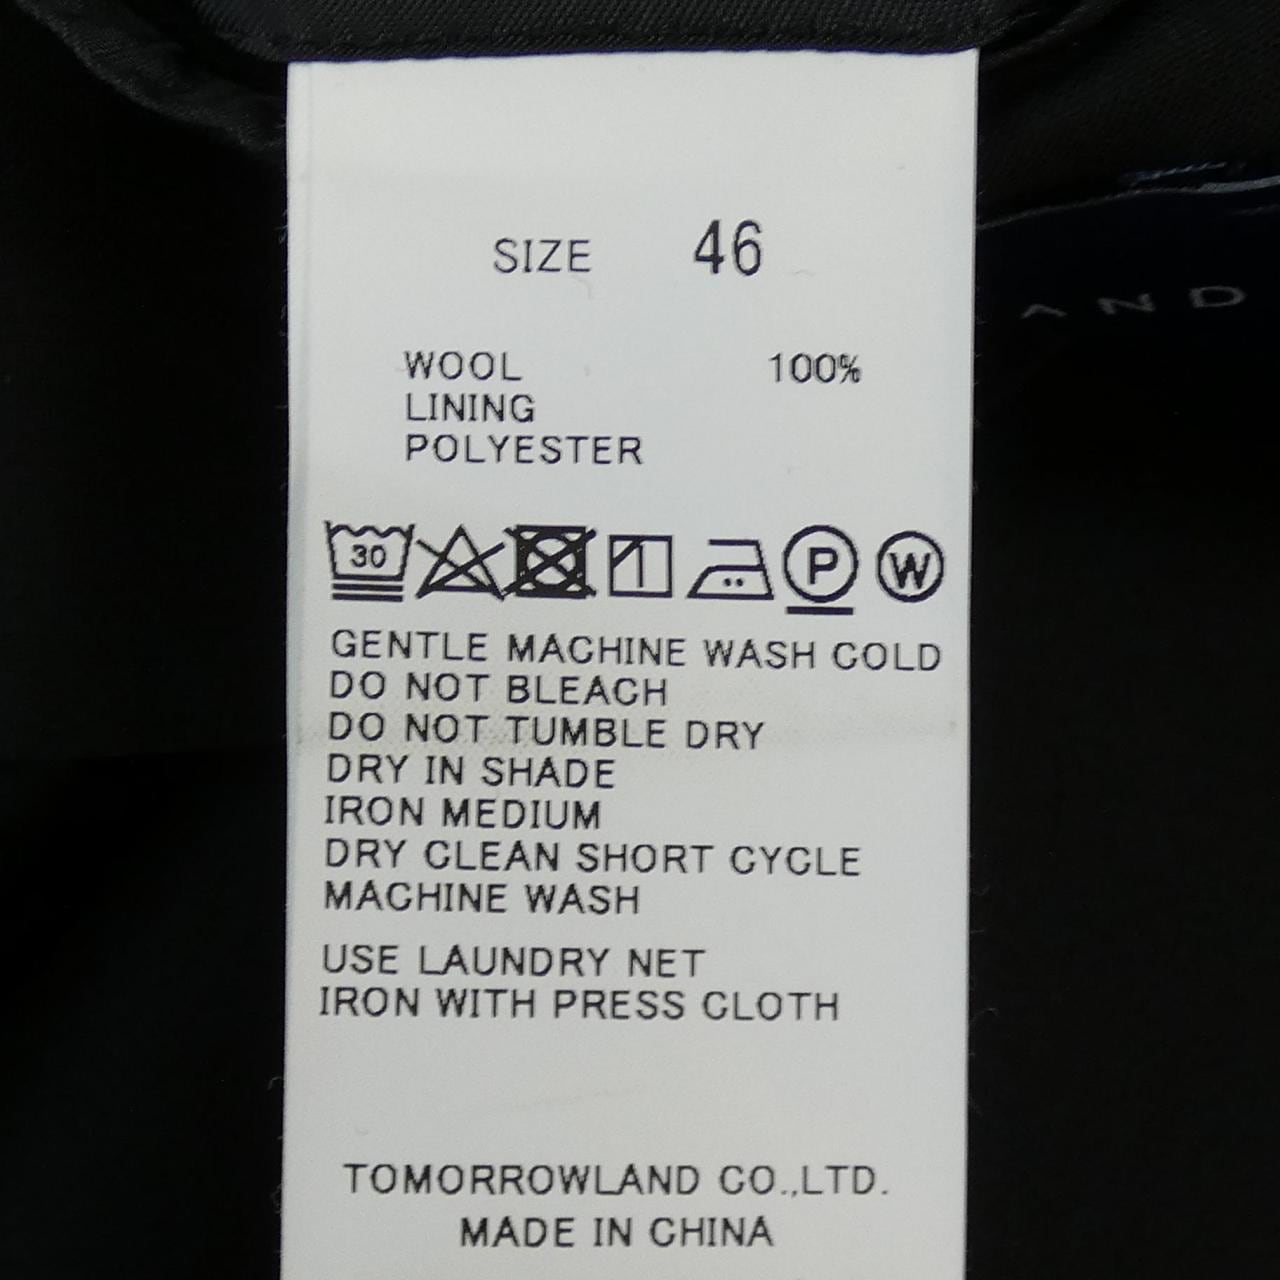 SIZE 46
AND
WOOL 100%
LINING
POLYESTER
30 P W
GENTLE MACHINE WASH COLD
DO NOT BLEACH
DO NOT TUMBLE DRY
DRY IN SHADE
IRON MEDIUM
DRY CLEAN SHORT CYCLE
MACHINE WASH
USE LAUNDRY NET
IRON WITH PRESS CLOTH
TOMORROWLAND CO.,LTD.
MADE IN CHINA